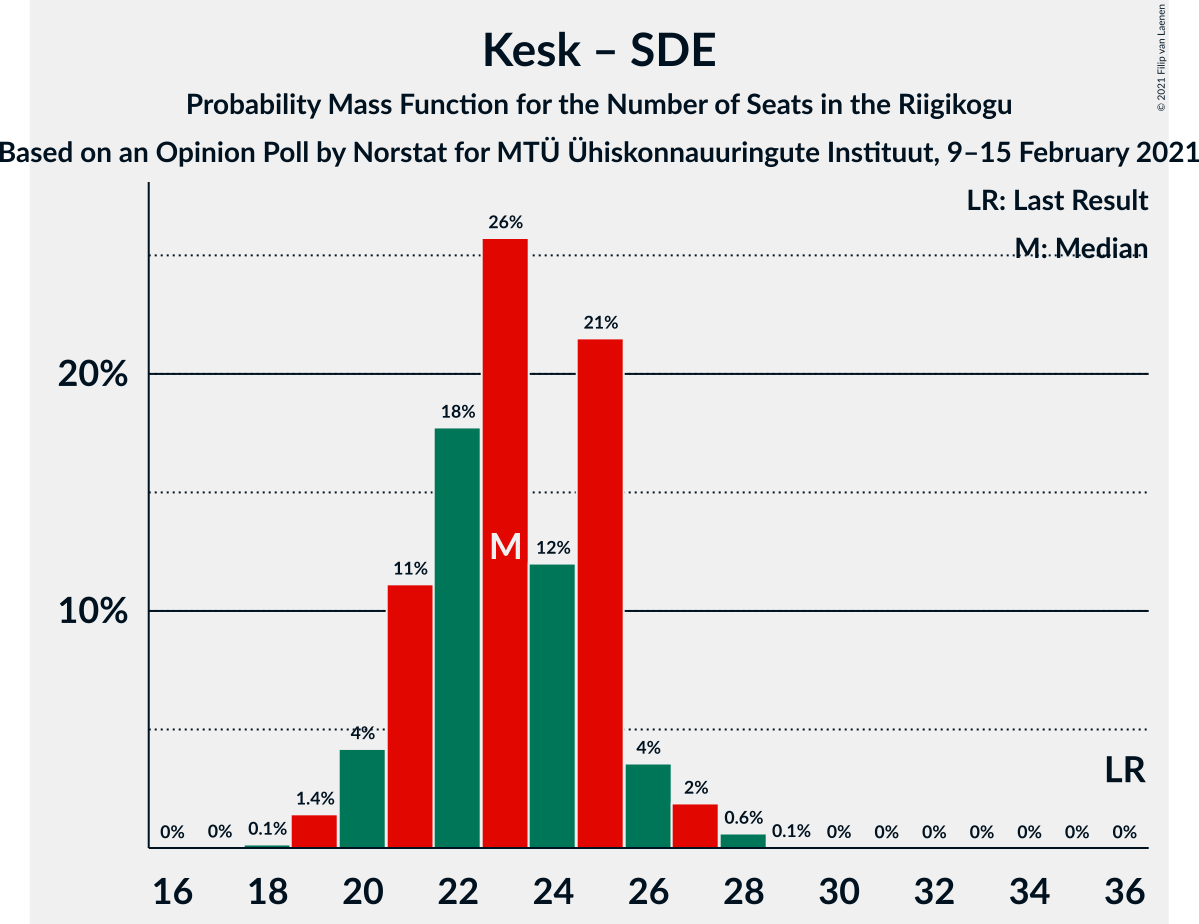 Kesk – SDE
Probability Mass Function for the Number of Seats in the Riigikogu
Based on an Opinion Poll by Norstat for MTÜ Ühiskonnauuringute Instituut, 9–15 February 2021
© 2021 Filip van Laenen
LR: Last Result
M: Median
26%
21%
20%
18%
M
12%
11%
10%
4%
4%
LR
2%
1.4%
0.6%
0% 0% 0.1% 0.1% 0% 0% 0% 0% 0% 0% 0%
16 18 20 22 24 26 28 30 32 34 36